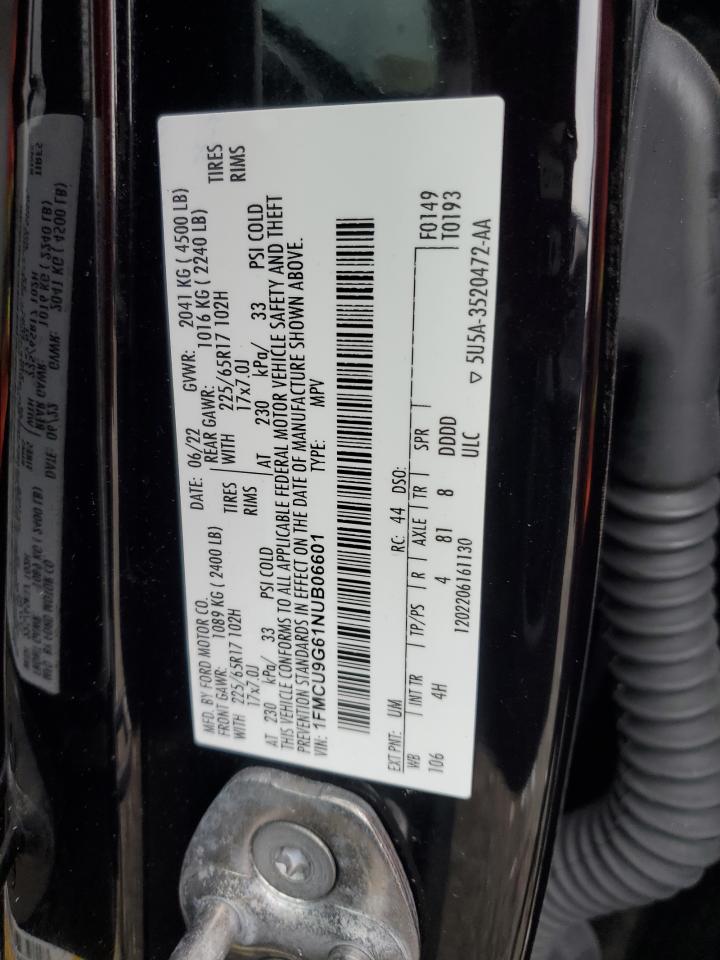 MFD. BY FORD MOTOR CO. DATE: 06/22 GVWR: 2041 KG ( 4500 LB)
FRONT GAWR: 1089 KG ( 2400 LB) REAR GAWR: 1016 KG ( 2240 LB)
WITH 225/65R17 102H TIRES WITH 225/65R17 102H TIRES
17x7.0J RIMS 17x7.0J RIMS
AT 230 kPa/ 33 PSI COLD AT 230 kPa/ 33 PSI COLD
THIS VEHICLE CONFORMS TO ALL APPLICABLE FEDERAL MOTOR VEHICLE SAFETY AND THEFT
PREVENTION STANDARDS IN EFFECT ON THE DATE OF MANUFACTURE SHOWN ABOVE.
VIN: 1FMCU9G61NUB06601 TYPE: MPV
EXT PNT: UM RC: 44 DSO:
WB INT TR TP/PS R AXLE TR SPR F0149
106 4H 4 81 8 DDDD T0193
1202206161130 ULC
▽ 5U5A-3520472-AA